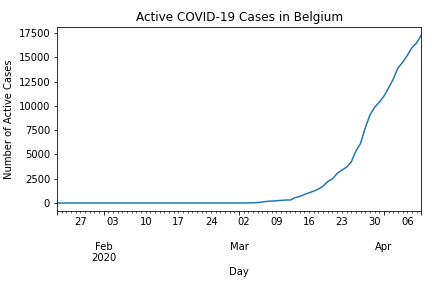 Active COVID-19 Cases in Belgium
Number of Active Cases
17500
15000
12500
10000
7500
5000
2500
0
27 03 10 17 24 02 09 16 23 30 06
Feb Mar Apr
2020
Day